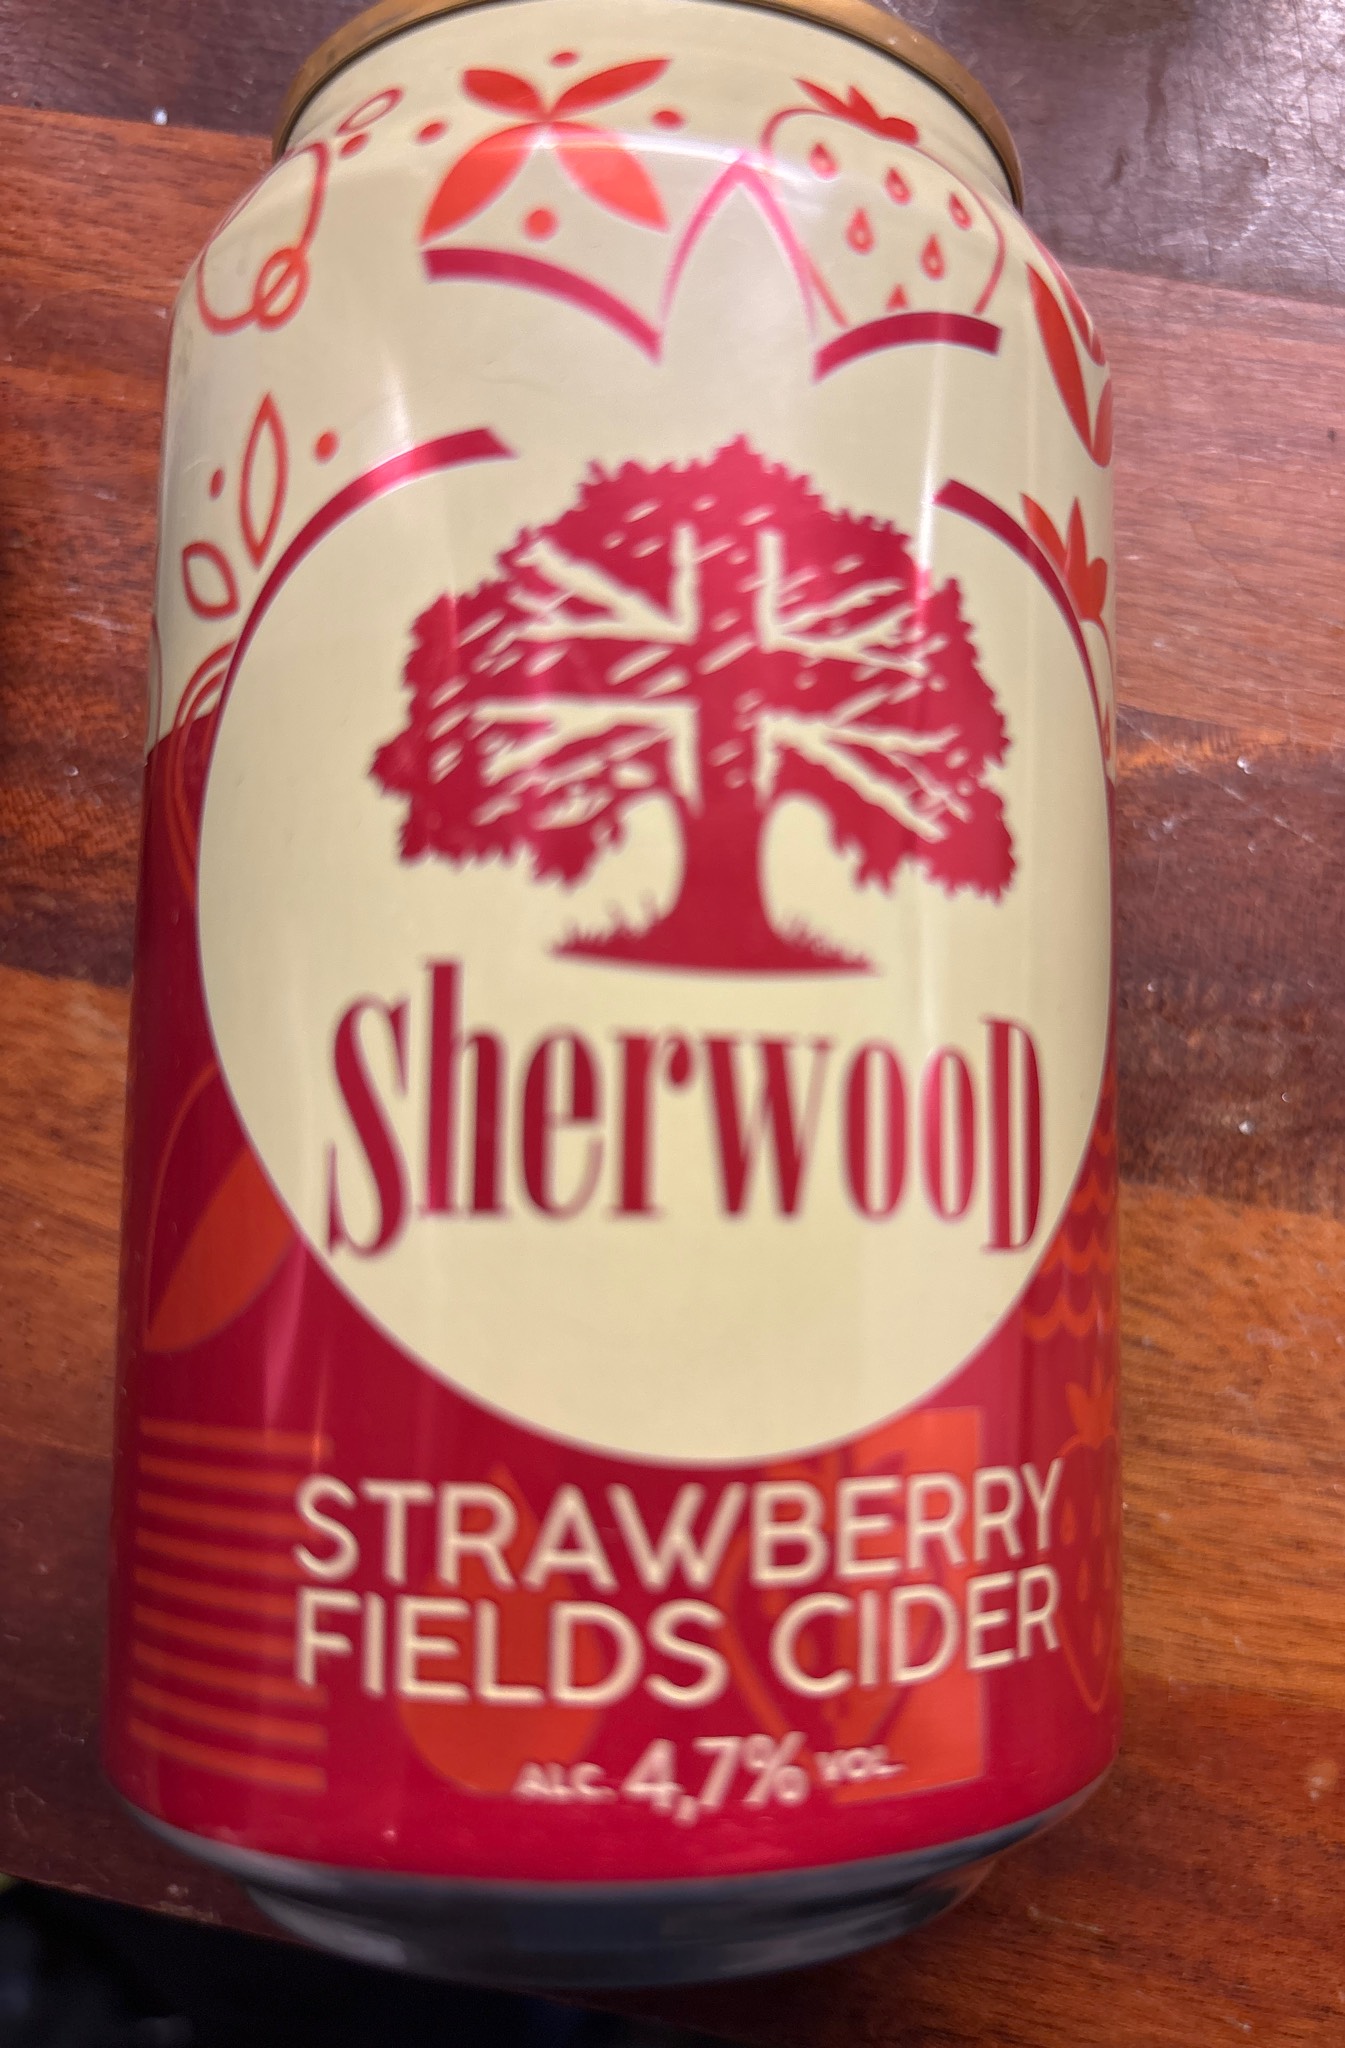 Sherwood
STRAWBERRY
FIELDS CIDER
ALC. 4,7% VOL.